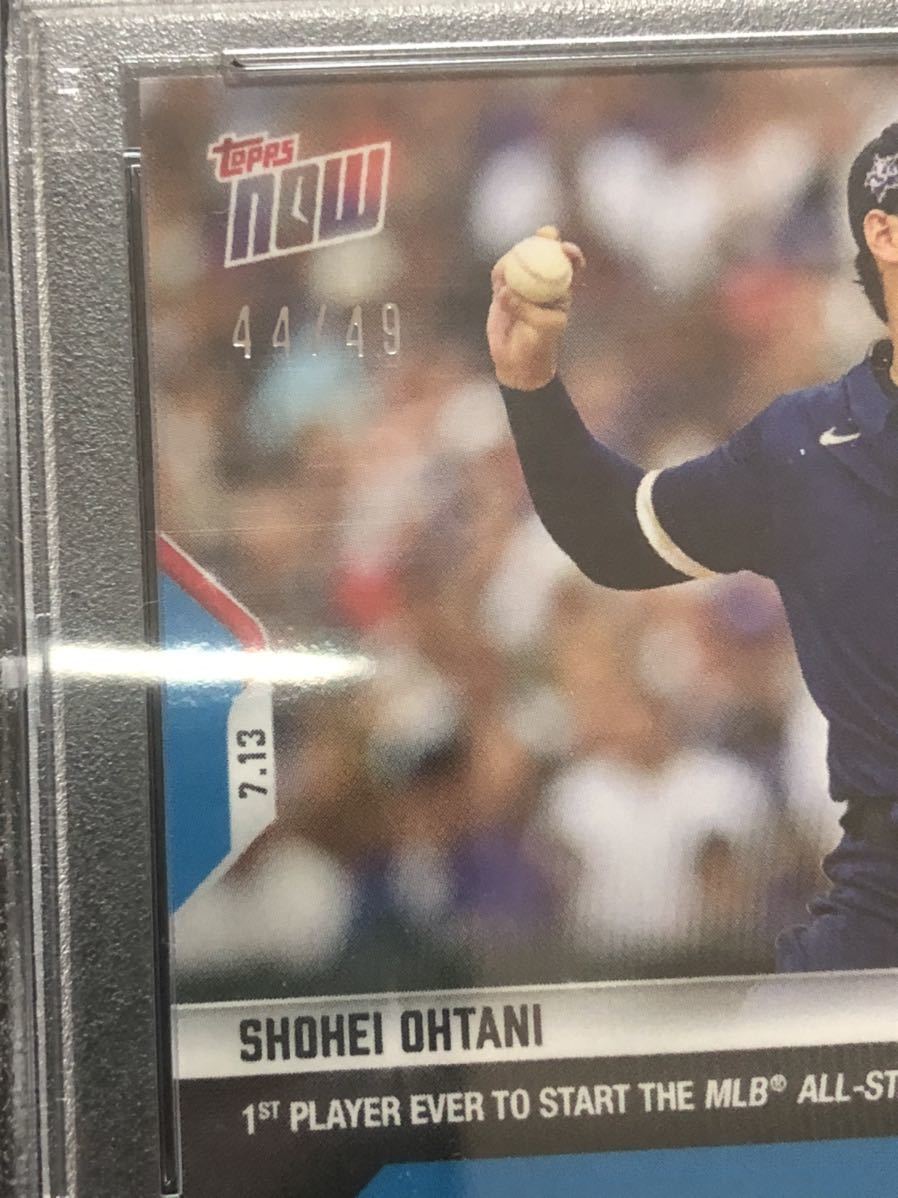 TOPPS
NOW
44/49
7.13
SHOHEI OHTANI
1ST PLAYER EVER TO START THE MLB® ALL-ST